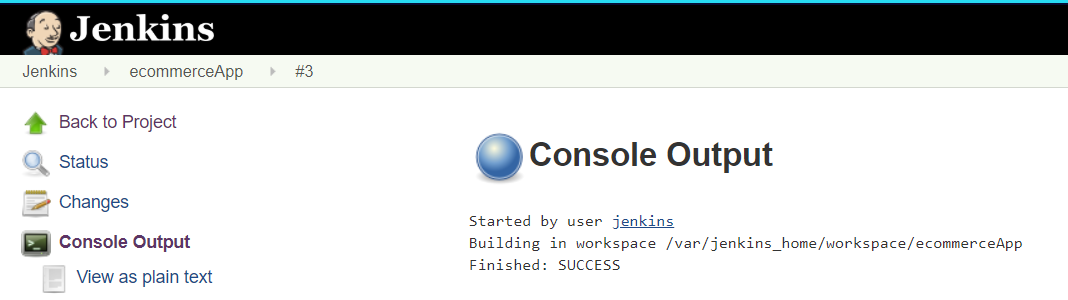 Jenkins
Jenkins ecommerceApp #3
Back to Project
Status
Changes
Console Output
View as plain text
Console Output
Started by user jenkins
Building in workspace /var/jenkins_home/workspace/ecommerceApp
Finished: SUCCESS